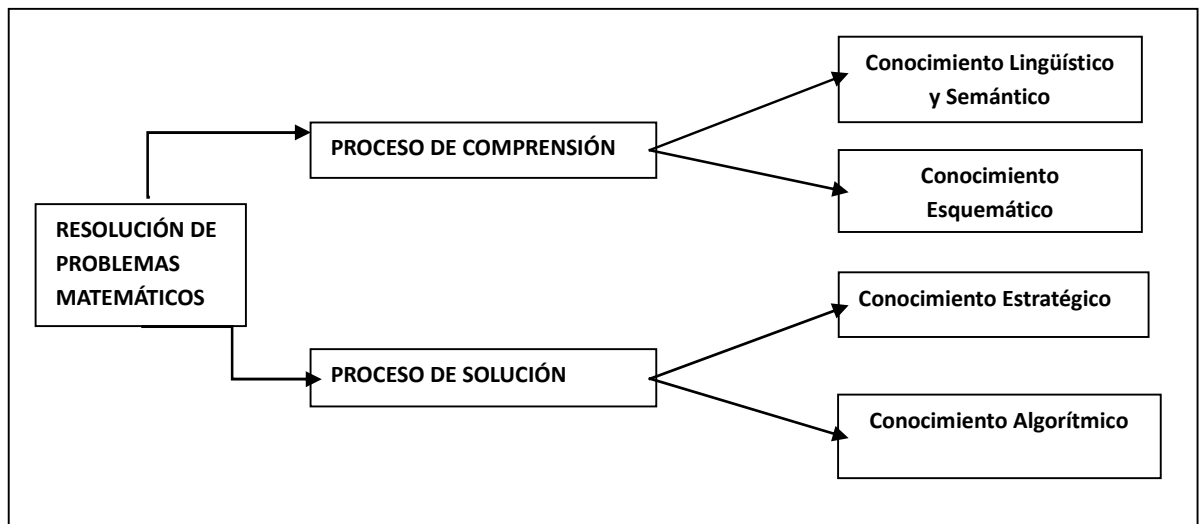 RESOLUCIÓN DE
PROBLEMAS
MATEMÁTICOS
PROCESO DE COMPRENSIÓN
Conocimiento Lingüístico
y Semántico
Conocimiento
Esquemático
PROCESO DE SOLUCIÓN
Conocimiento Estratégico
Conocimiento Algorítmico